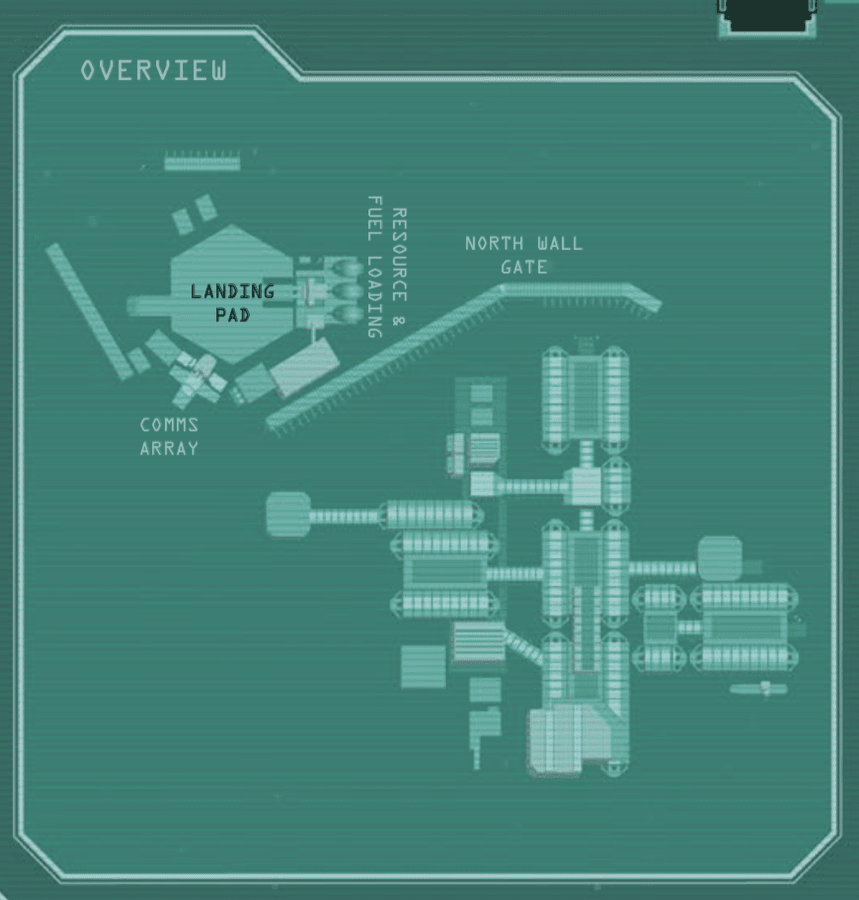 OVERVIEW
RESOURCE &
FUEL LOADING
NORTH WALL
GATE
LANDING
PAD
COMMS
ARRAY